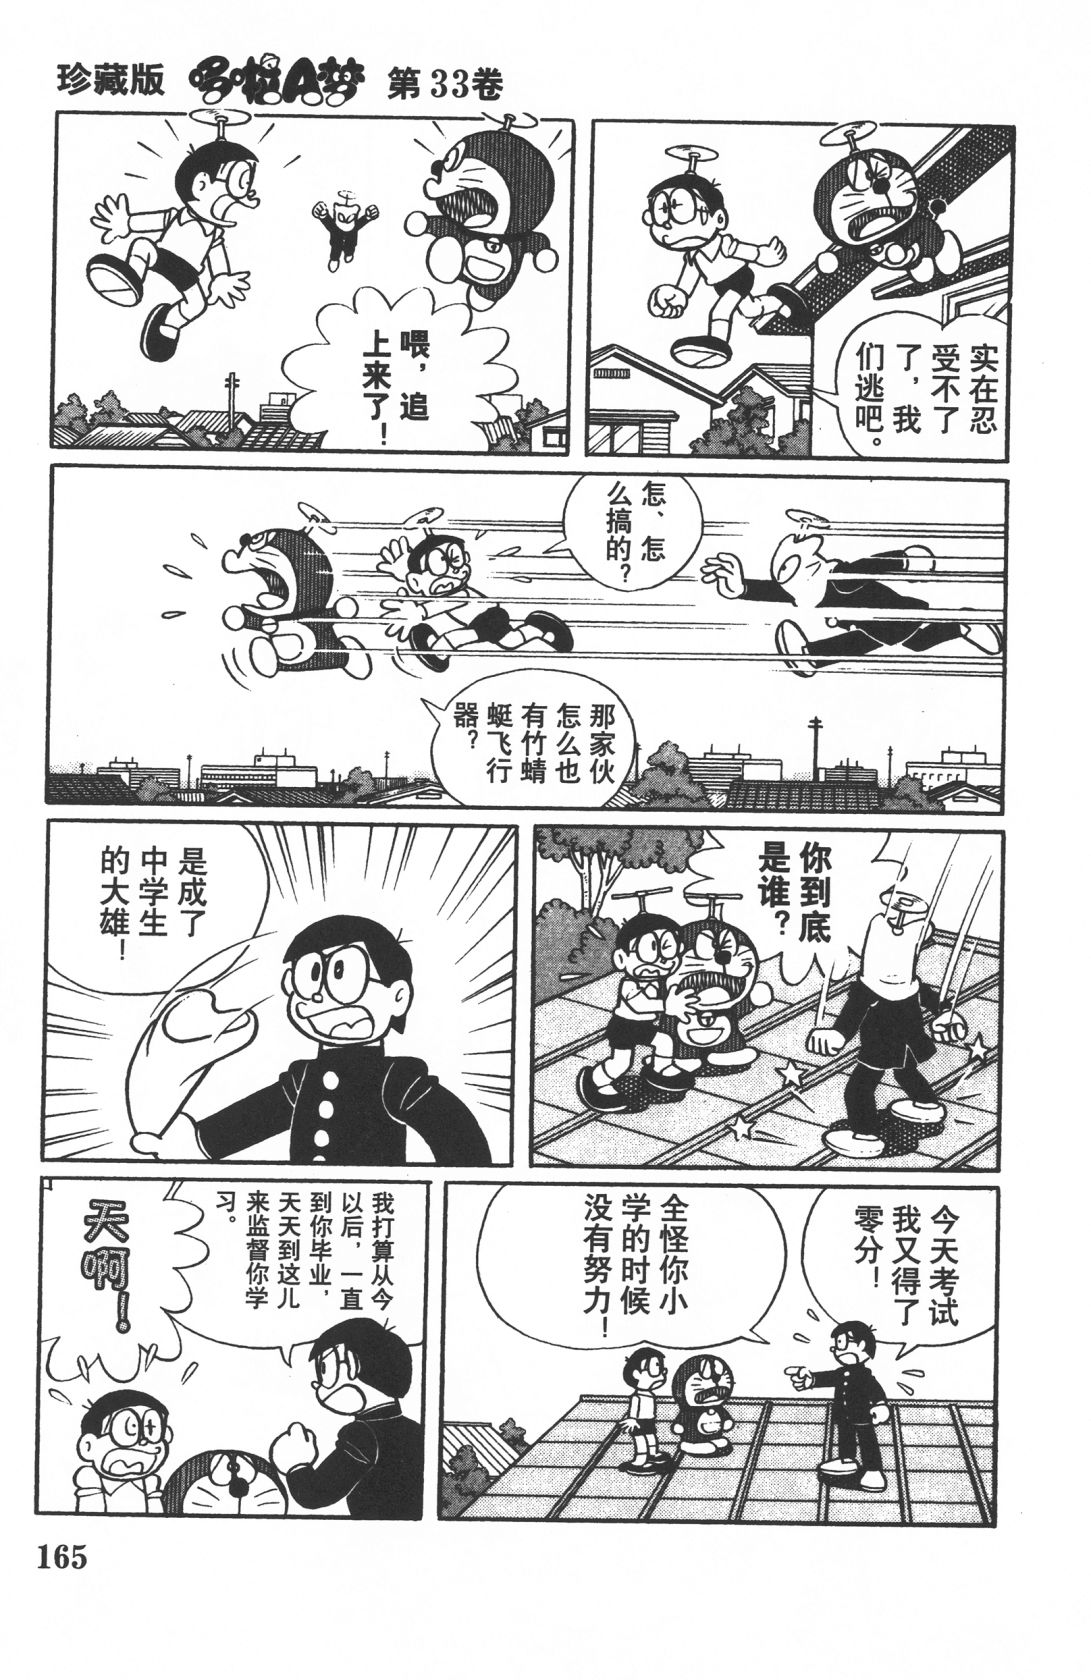 珍藏版 哆啦A梦 第33卷
实在忍
受不了
了，我
们逃吧。
喂，追
上来了！
怎、怎
么搞的？
那家伙
怎么也
有竹蜻
蜓飞行
器？
你到底
是谁？
是成了
中学生
的大雄！
今天考试
我又得了
零分！
全怪你小
学的时候
没有努力！
我打算从今
以后，一直
到你毕业，
天天到这儿
来监督你学
习。
天啊！
165